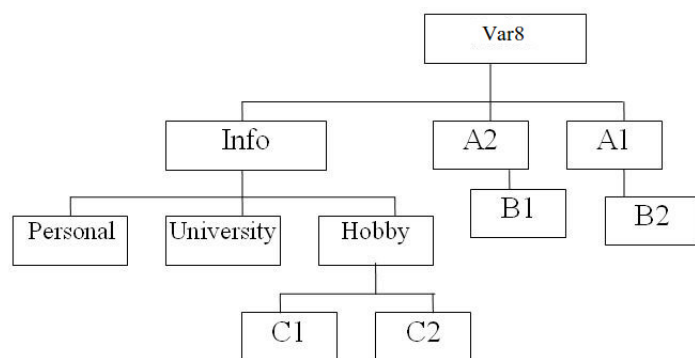 Var8
Info
A2
A1
B1
B2
Personal
University
Hobby
C1
C2